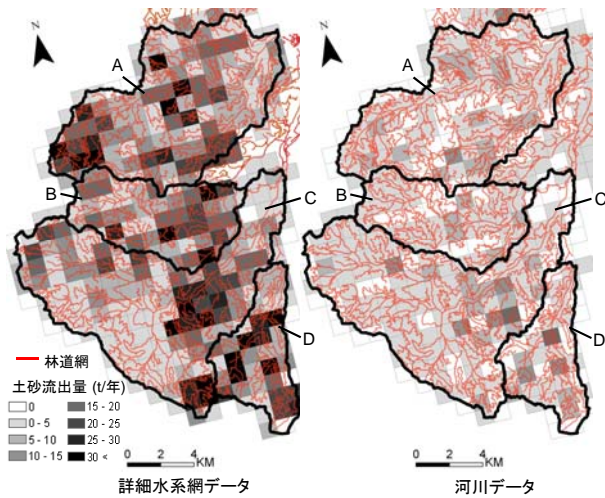 A
B
C
D
林道網
土砂流出量 (t/年)
0
0 - 5
5 - 10
10 - 15
15 - 20
20 - 25
25 - 30
30 <
0 2 4
KM
詳細水系網データ
A
B
C
D
0 2 4
KM
河川データ